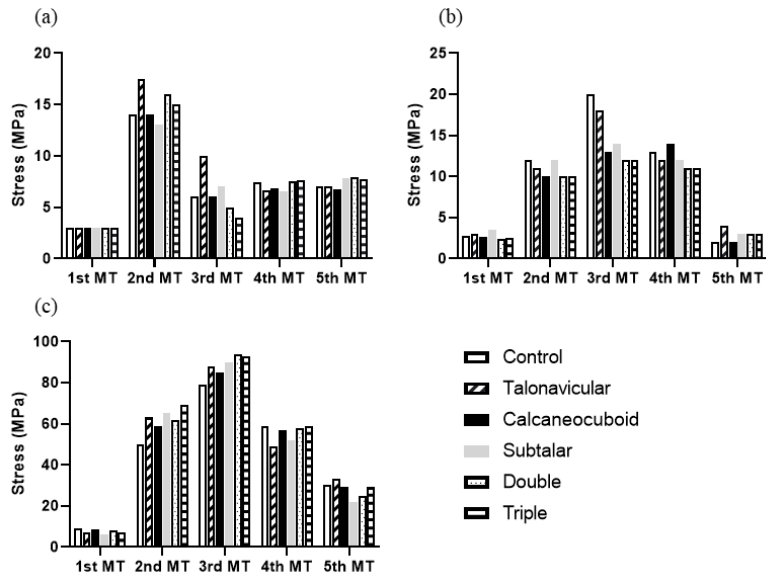 (a)
20
15
10
5
0
Stress (MPa)
1st MT 2nd MT 3rd MT 4th MT 5th MT
(b)
25
20
15
10
5
0
Stress (MPa)
1st MT 2nd MT 3rd MT 4th MT 5th MT
(c)
100
80
60
40
20
0
Stress (MPa)
1st MT 2nd MT 3rd MT 4th MT 5th MT
Control
Talonavicular
Calcaneocuboid
Subtalar
Double
Triple